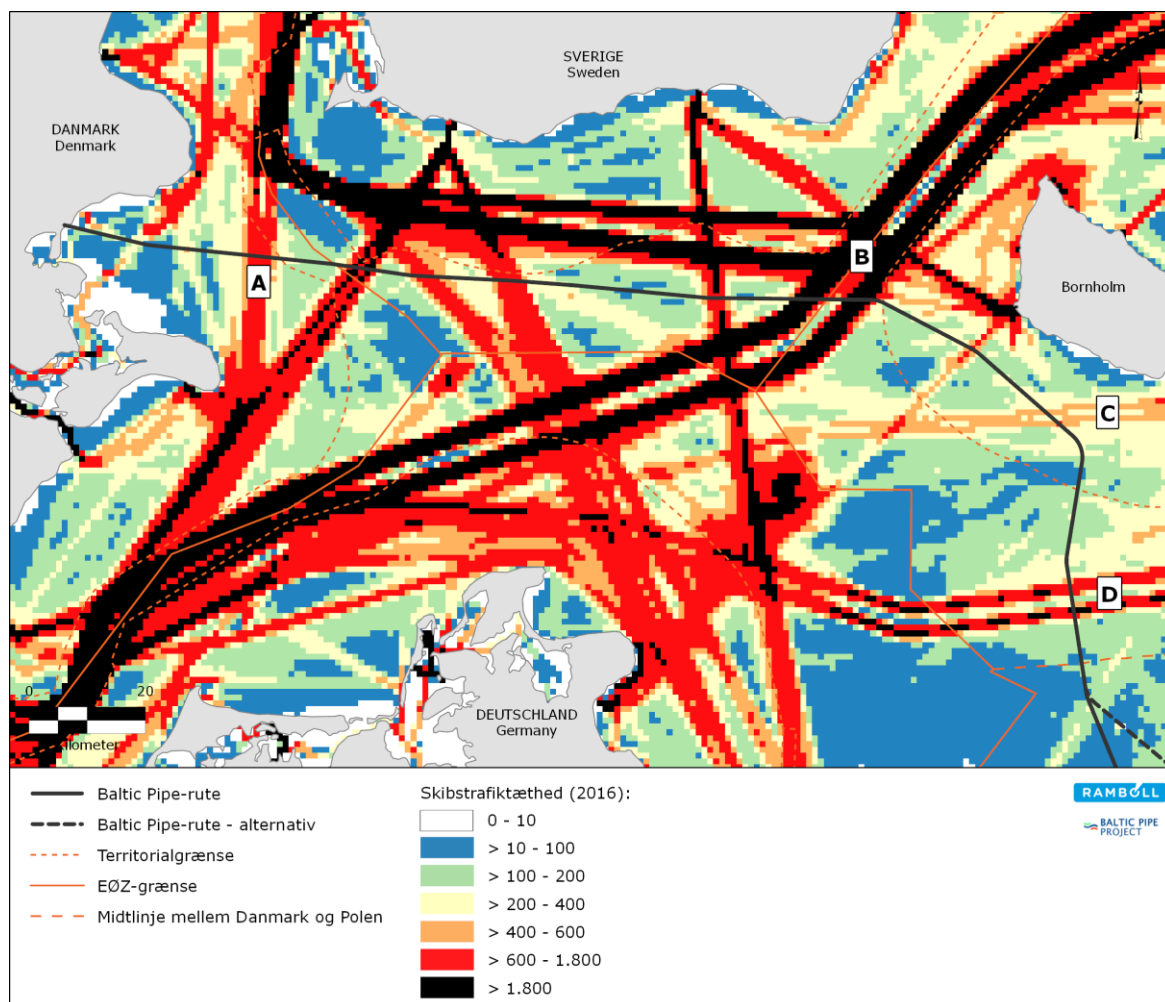 SVERIGE
Sweden
DANMARK
Denmark
A
B
Bornholm
C
D
0
20
DEUTSCHLAND
Germany
ilometer
Baltic Pipe-rute
Baltic Pipe-rute - alternativ
Territorialgrænse
EØZ-grænse
Midtlinje mellem Danmark og Polen
Skibstrafiktæthed (2016):
0 - 10
> 10 - 100
> 100 - 200
> 200 - 400
> 400 - 600
> 600 - 1.800
> 1.800
RAMBOLL
BALTIC PIPE
PROJECT